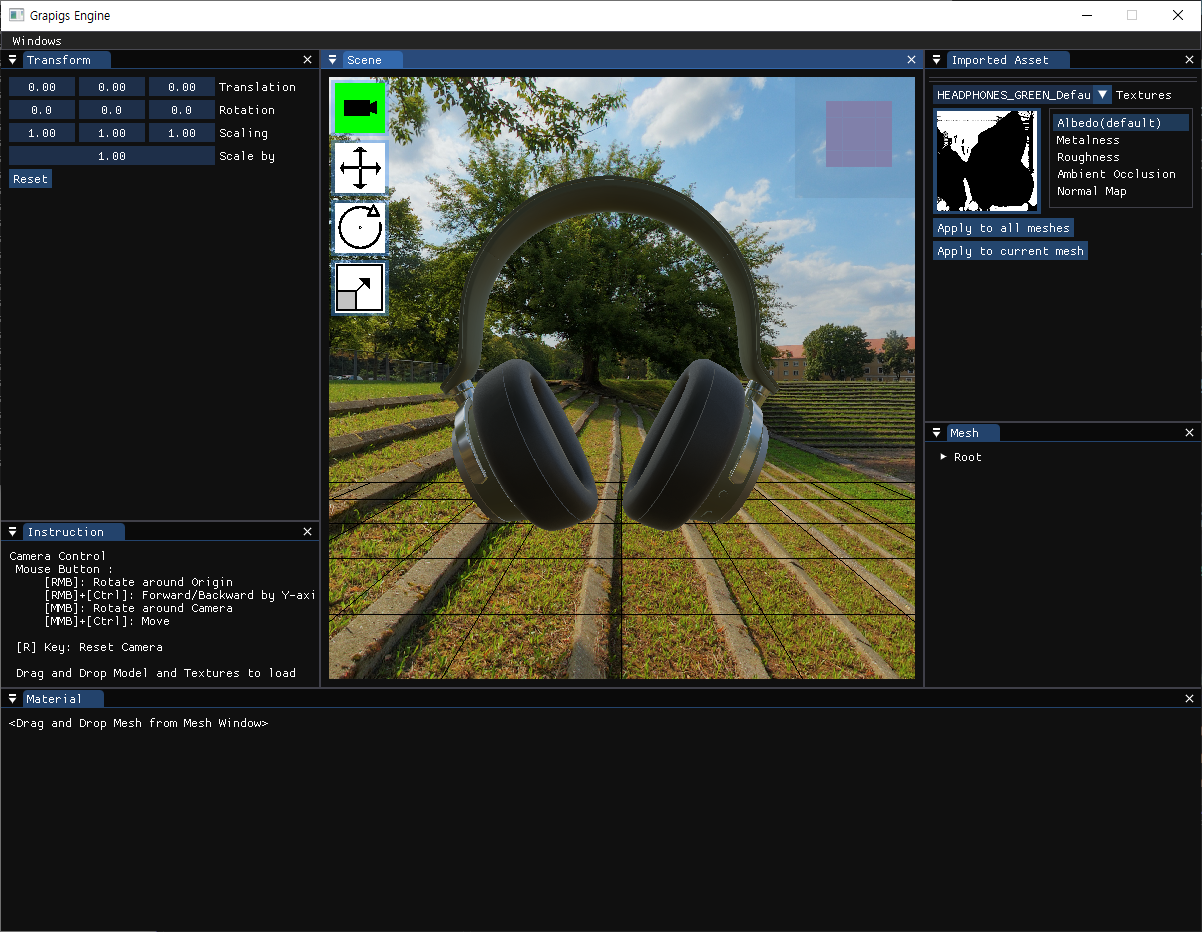 Grapigs Engine
Windows
Transform
0.00 0.00 0.00 Translation
0.0 0.0 0.0 Rotation
1.00 1.00 1.00 Scaling
1.00 Scale by
Reset
Instruction
Camera Control
Mouse Button :
[RMB]: Rotate around Origin
[RMB]+[Ctrl]: Forward/Backward by Y-axi
[MMB]: Rotate around Camera
[MMB]+[Ctrl]: Move
[R] Key: Reset Camera
Drag and Drop Model and Textures to load
Scene
Imported Asset
HEADPHONES_GREEN_Defau Textures
Albedo(default)
Metalness
Roughness
Ambient Occlusion
Normal Map
Apply to all meshes
Apply to current mesh
Mesh
Root
Material
<Drag and Drop Mesh from Mesh Window>